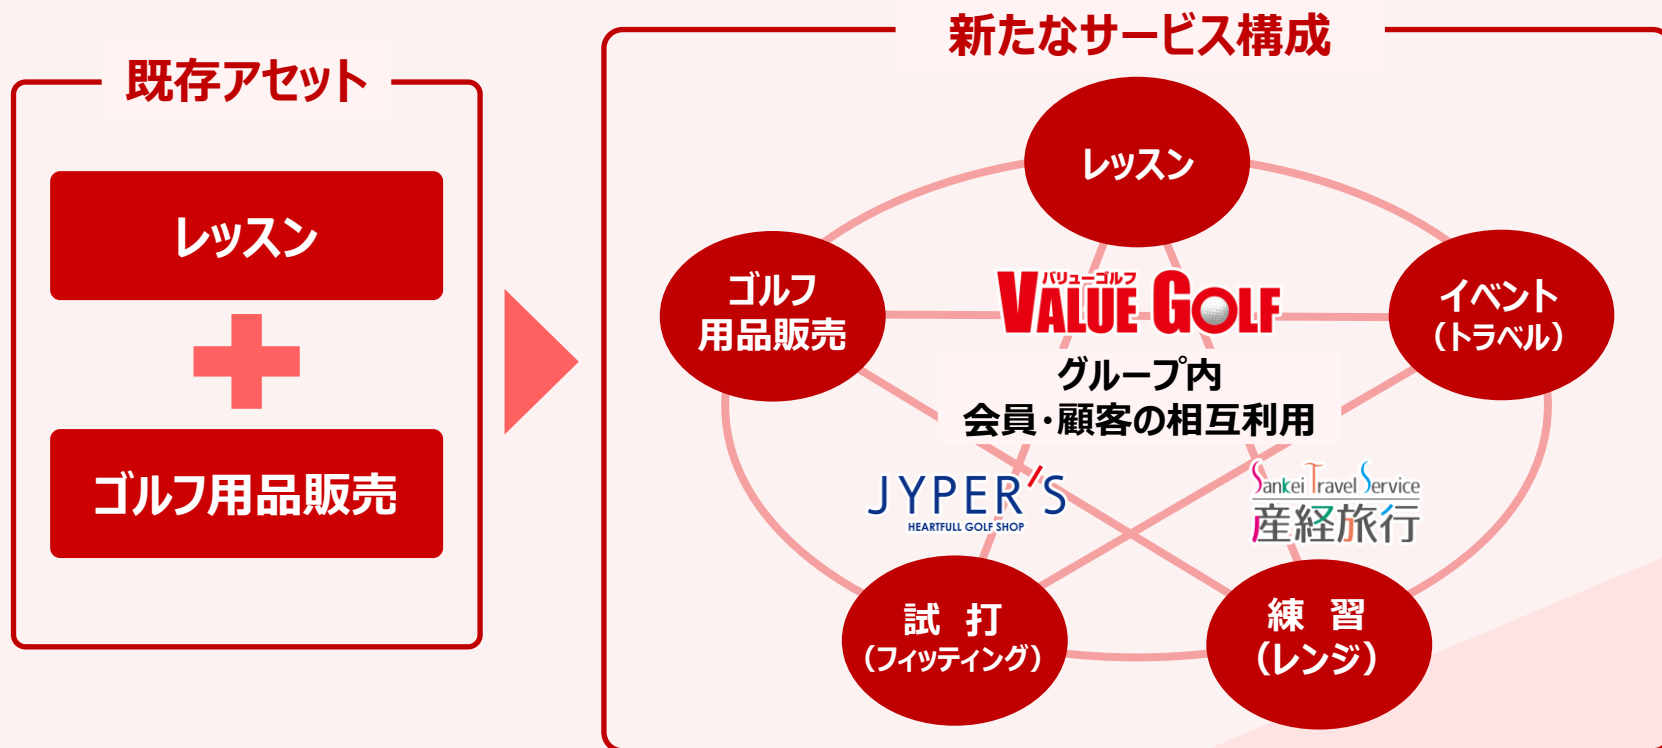 既存アセット
レッスン
ゴルフ用品販売
新たなサービス構成
レッスン
ゴルフ
用品販売
バリューゴルフ
VALUE GOLF
イベント
（トラベル）
グループ内
会員・顧客の相互利用
JYPER'S
HEARTFULL GOLF SHOP
Sankei Travel Service
産経旅行
試 打
（フィッティング）
練 習
（レンジ）